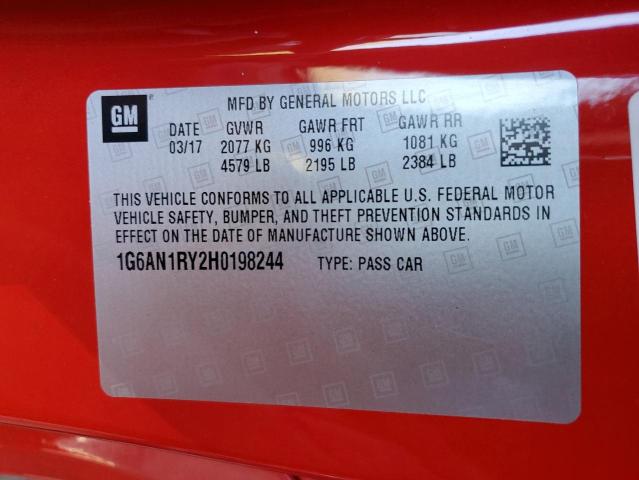 GM
MFD BY GENERAL MOTORS LLC
DATE GVWR GAWR FRT GAWR RR
03/17 2077 KG 996 KG 1081 KG
4579 LB 2195 LB 2384 LB
THIS VEHICLE CONFORMS TO ALL APPLICABLE U.S. FEDERAL MOTOR
VEHICLE SAFETY, BUMPER, AND THEFT PREVENTION STANDARDS IN
EFFECT ON THE DATE OF MANUFACTURE SHOWN ABOVE.
1G6AN1RY2H0198244 TYPE: PASS CAR